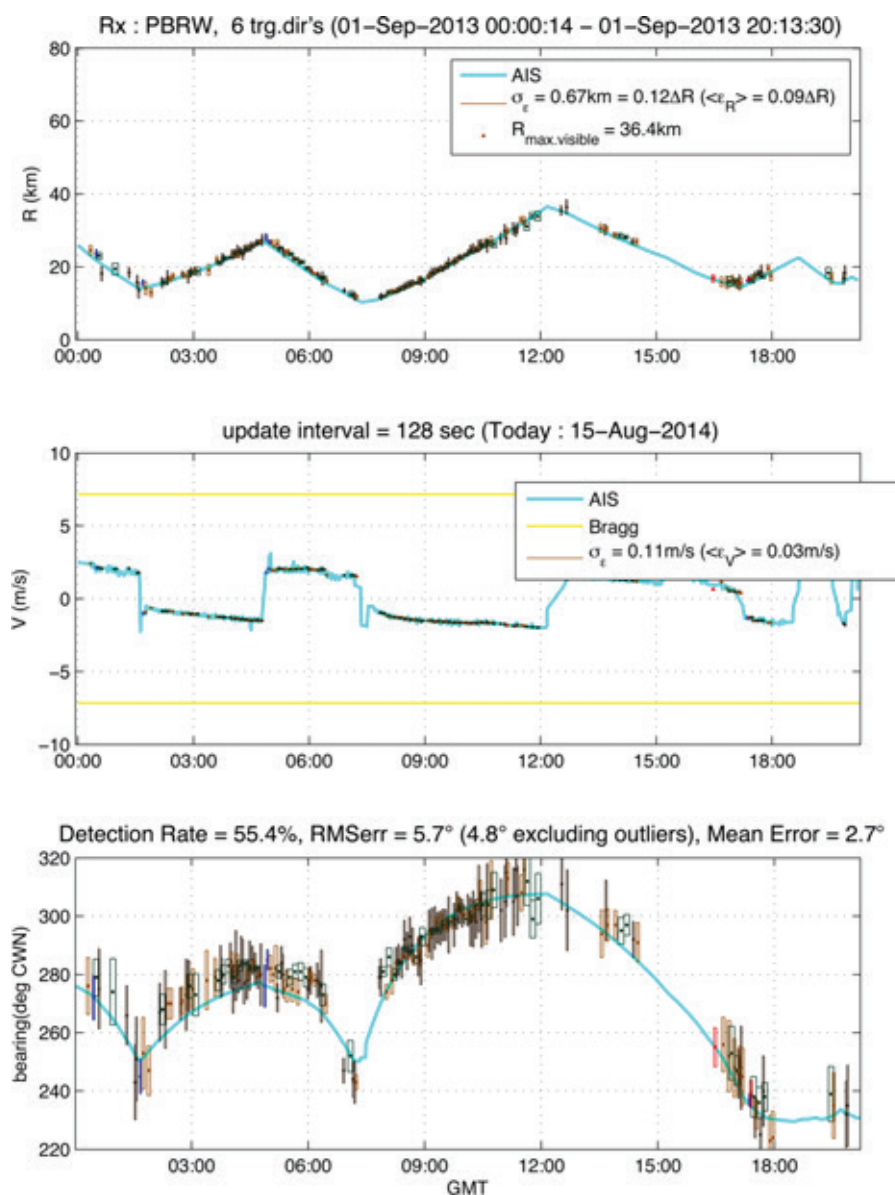 Rx : PBRW,  6 trg.dir's (01-Sep-2013 00:00:14 - 01-Sep-2013 20:13:30)
80
AIS
σε = 0.67km = 0.12ΔR (<εR> = 0.09ΔR)
Rmax.visible = 36.4km
60
40
20
0
R (km)
00:00 03:00 06:00 09:00 12:00 15:00 18:00
update interval = 128 sec (Today : 15-Aug-2014)
10
AIS
Bragg
σε = 0.11m/s (<εV> = 0.03m/s)
5
0
-5
-10
V (m/s)
00:00 03:00 06:00 09:00 12:00 15:00 18:00
Detection Rate = 55.4%, RMSerr = 5.7° (4.8° excluding outliers), Mean Error = 2.7°
320
300
280
260
240
220
bearing(deg CWN)
03:00 06:00 09:00 12:00 15:00 18:00
GMT